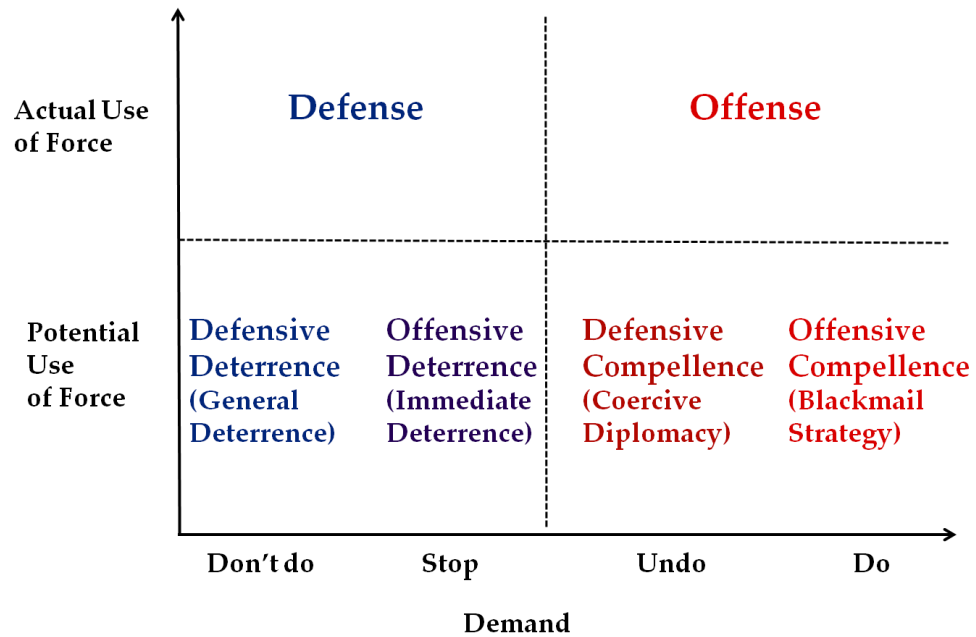 Actual Use
of Force
Defense
Offense
Potential
Use
of Force
Defensive
Deterrence
(General
Deterrence)
Offensive
Deterrence
(Immediate
Deterrence)
Defensive
Compellence
(Coercive
Diplomacy)
Offensive
Compellence
(Blackmail
Strategy)
Don't do
Stop
Undo
Do
Demand